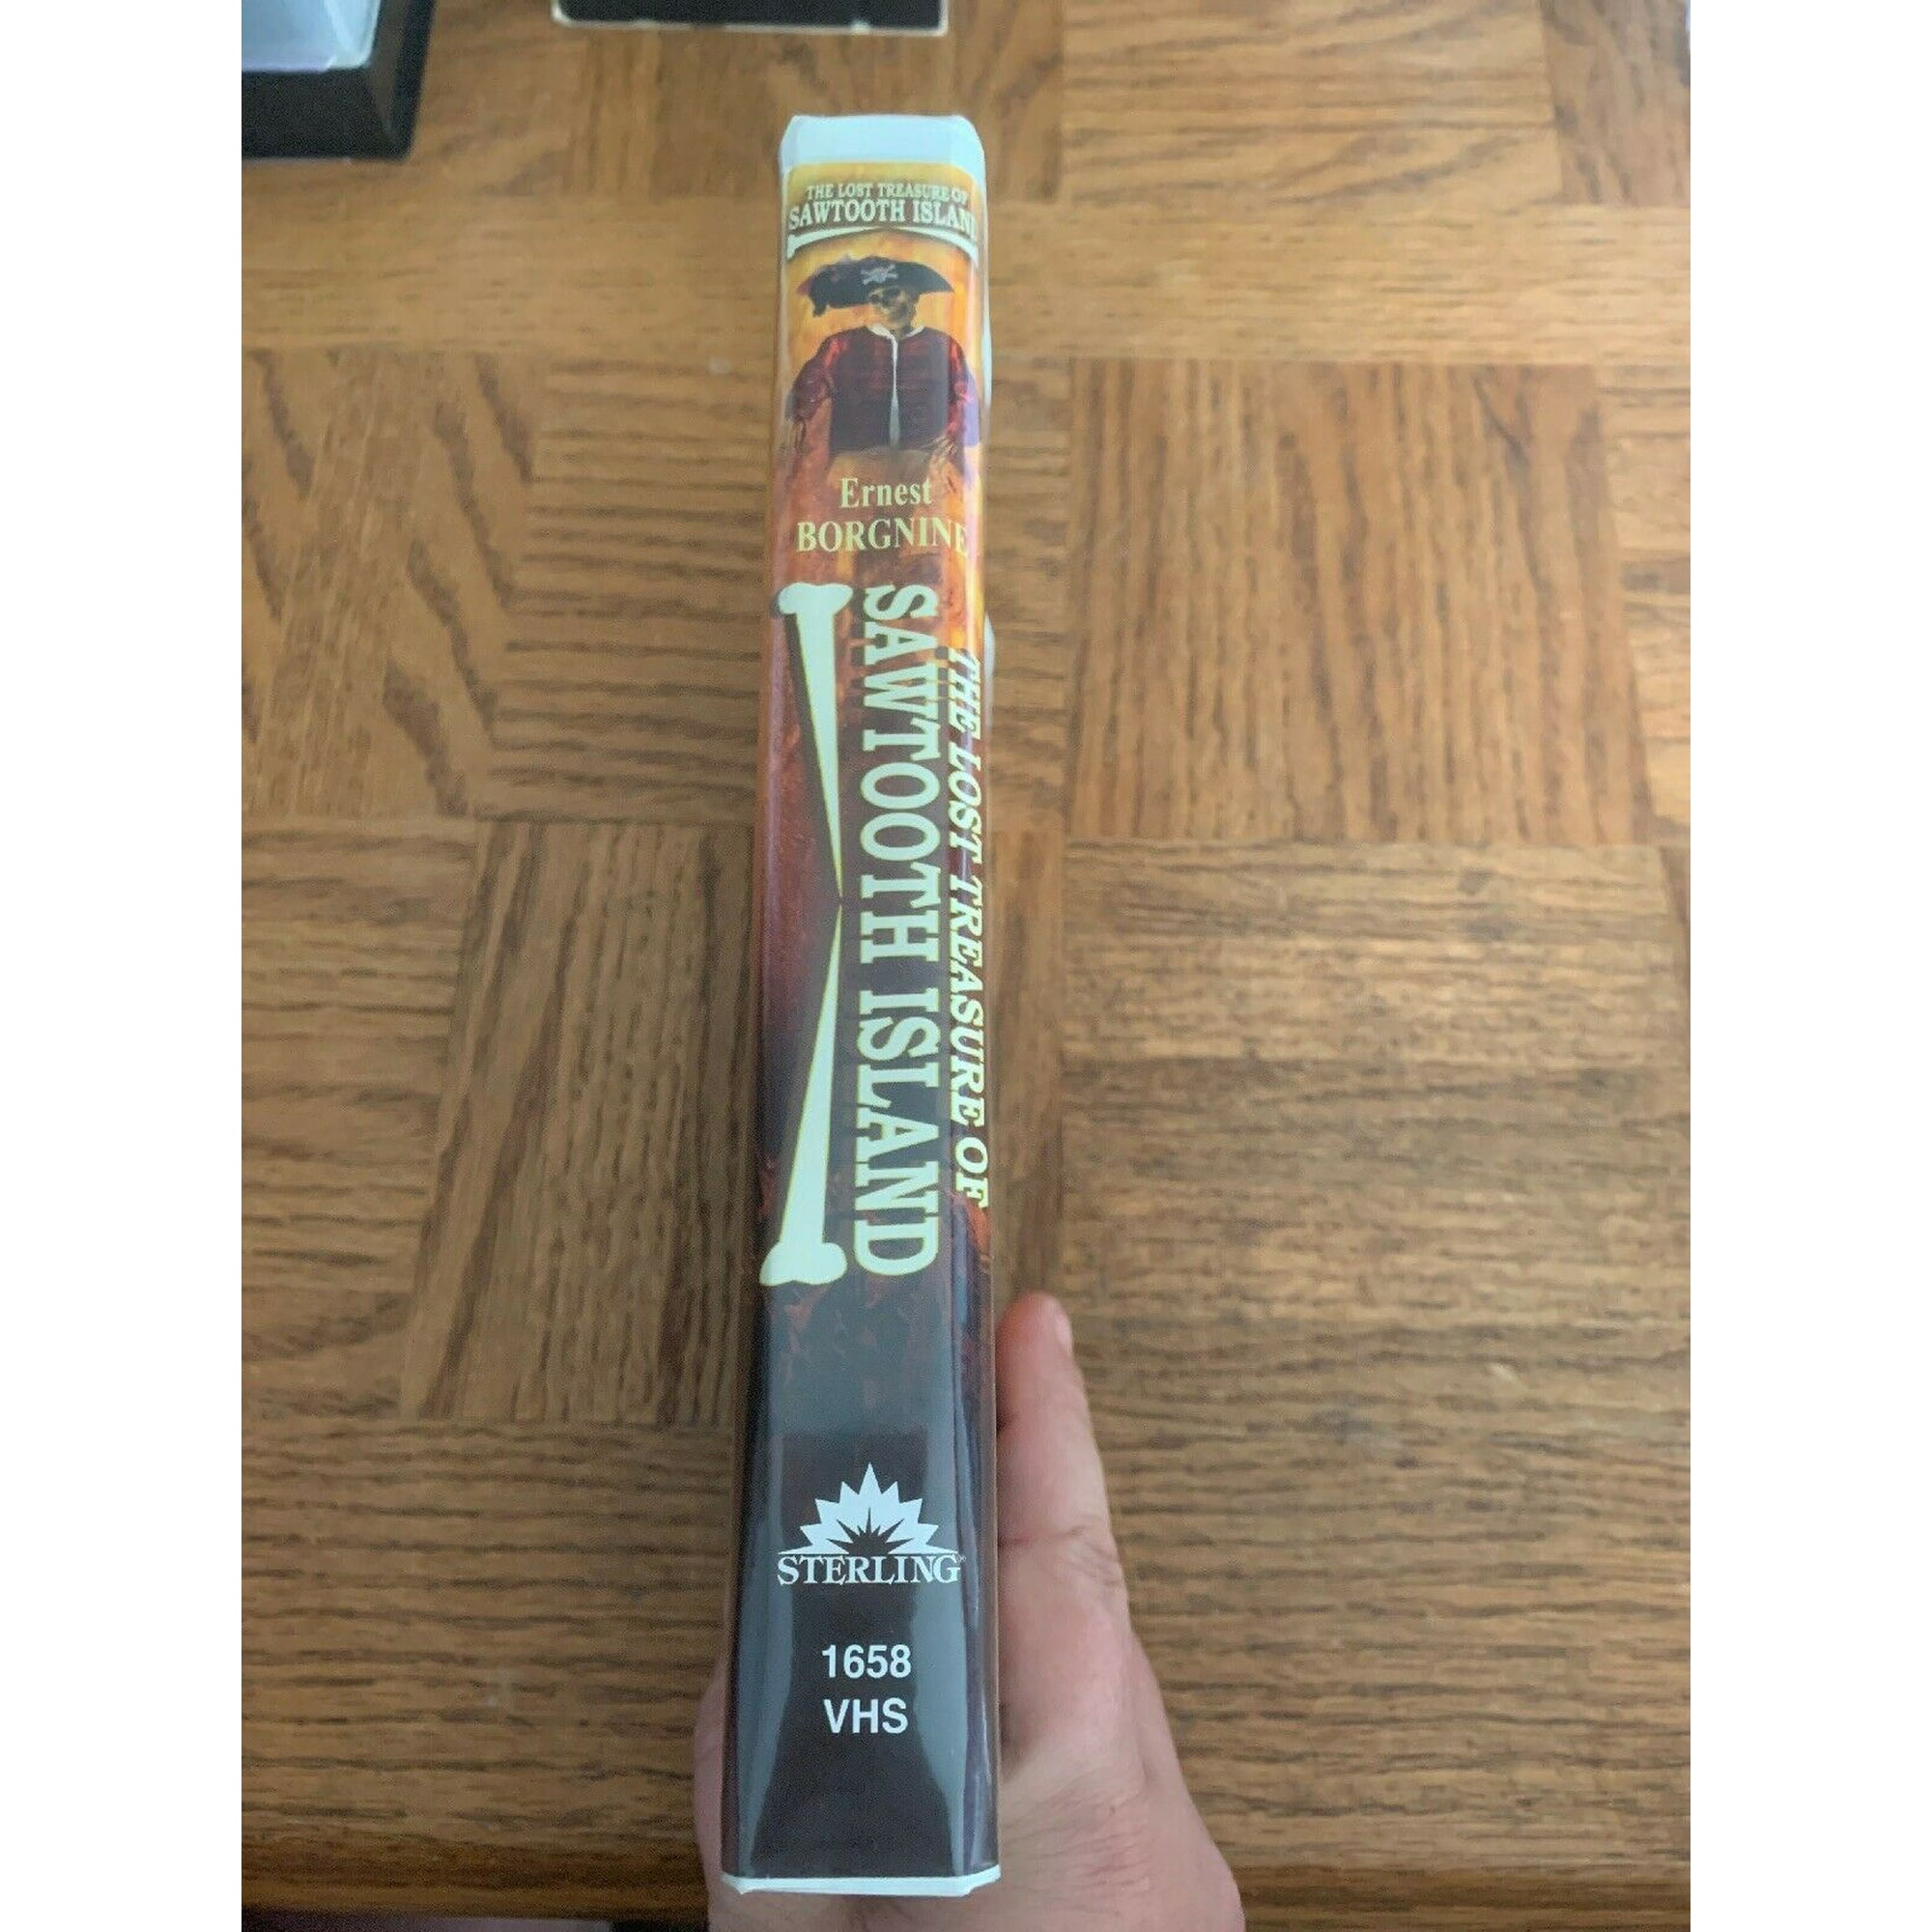 THE LOST TREASURE OF
SAWTOOTH ISLAND
Ernest
BORGNINE
THE LOST TREASURE OF
SAWTOOTH ISLAND
STERLING®
1658
VHS